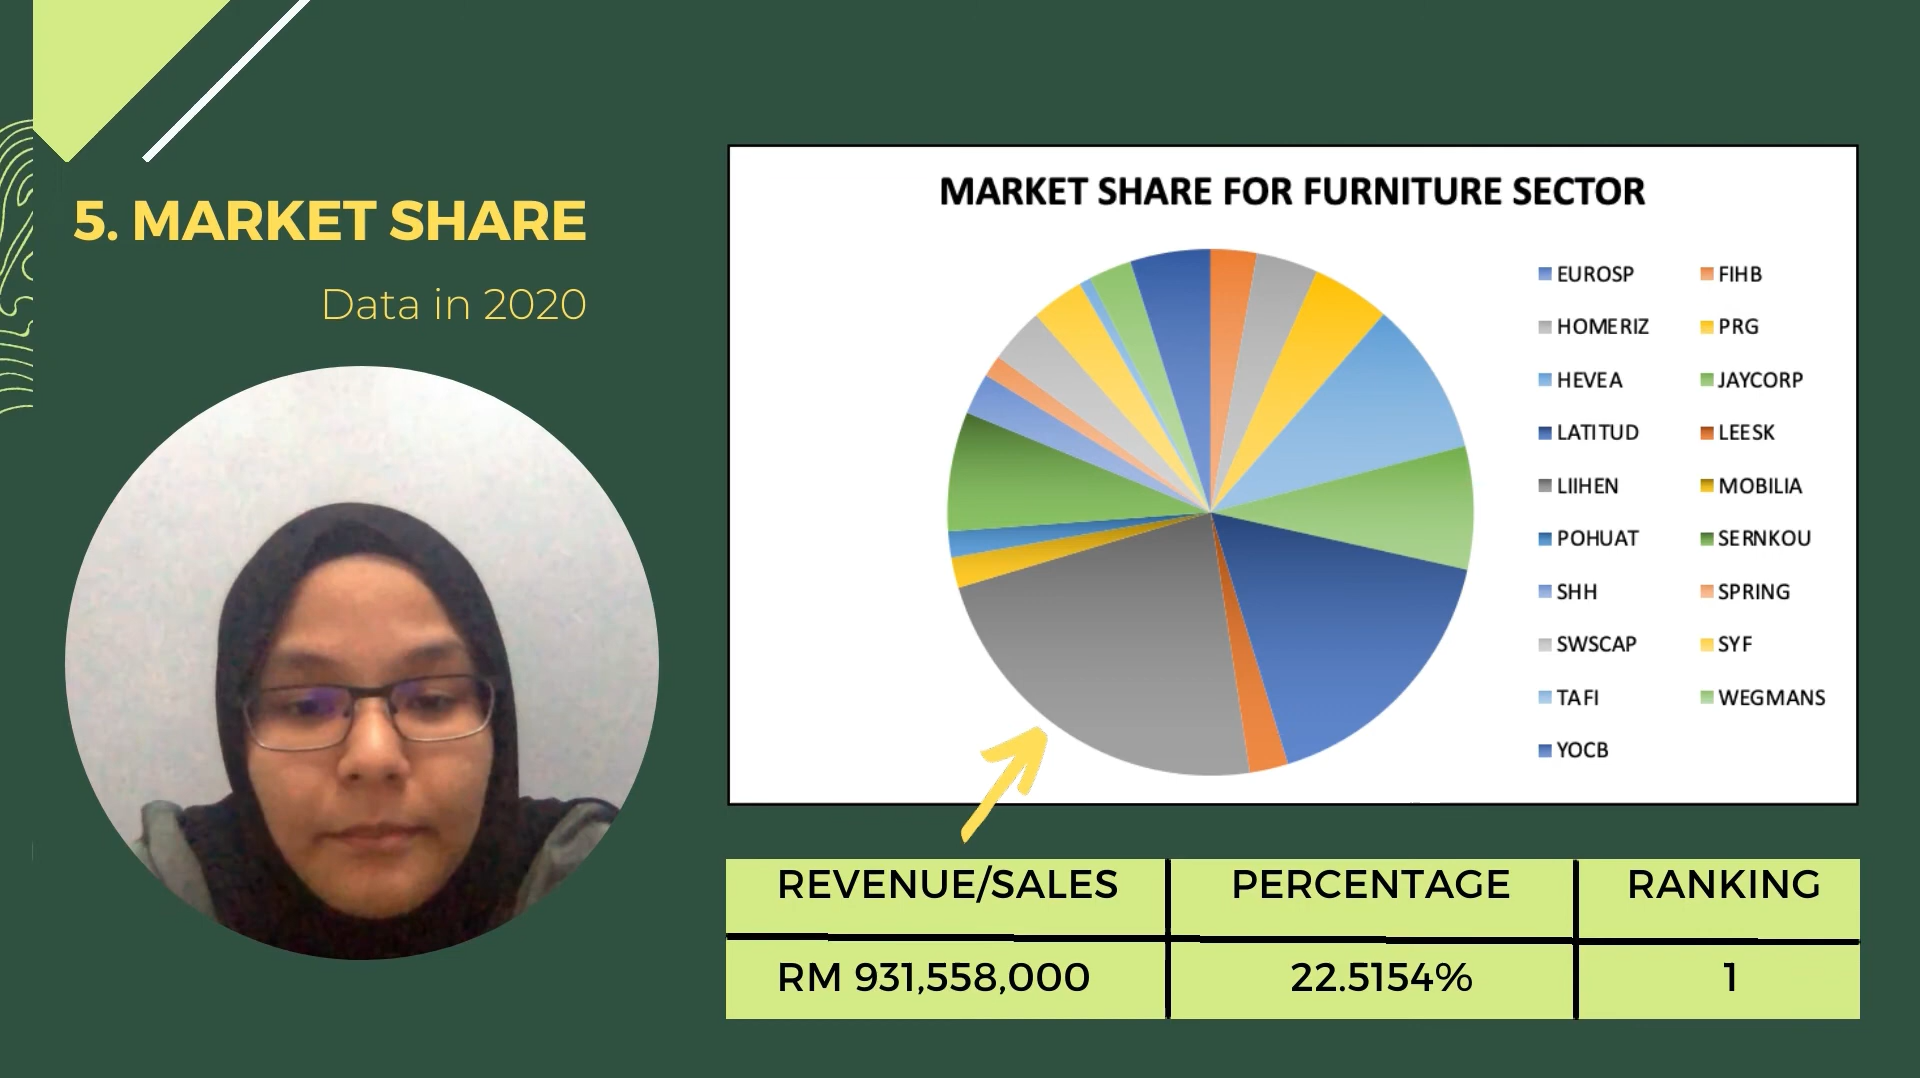 5. MARKET SHARE
Data in 2020
MARKET SHARE FOR FURNITURE SECTOR
EUROSP FIHB
HOMERIZ PRG
HEVEA JAYCORP
LATITUD LEESK
LIIHEN MOBILIA
POHUAT SERNKOU
SHH SPRING
SWSCAP SYF
TAFI WEGMANS
YOCB
REVENUE/SALES PERCENTAGE RANKING
RM 931,558,000 22.5154% 1